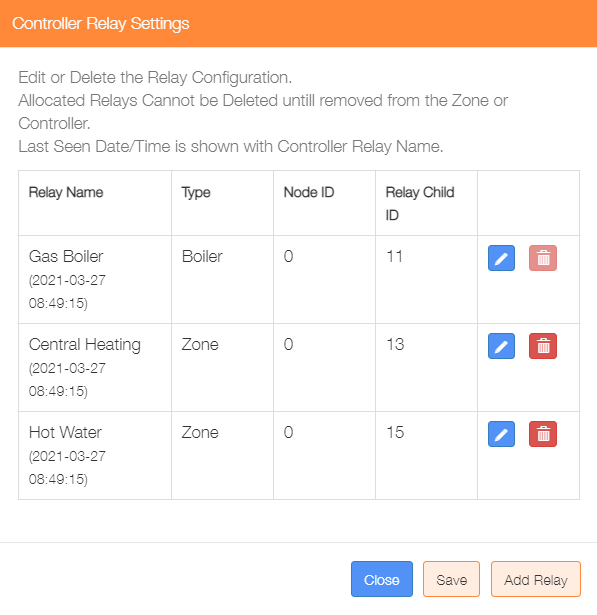 Controller Relay Settings
Edit or Delete the Relay Configuration.
Allocated Relays Cannot be Deleted untill removed from the Zone or
Controller.
Last Seen Date/Time is shown with Controller Relay Name.
Relay Name Type Node ID Relay Child
ID
Gas Boiler Boiler 0 11
(2021-03-27
08:49:15)
Central Heating Zone 0 13
(2021-03-27
08:49:15)
Hot Water Zone 0 15
(2021-03-27
08:49:15)
Close Save Add Relay